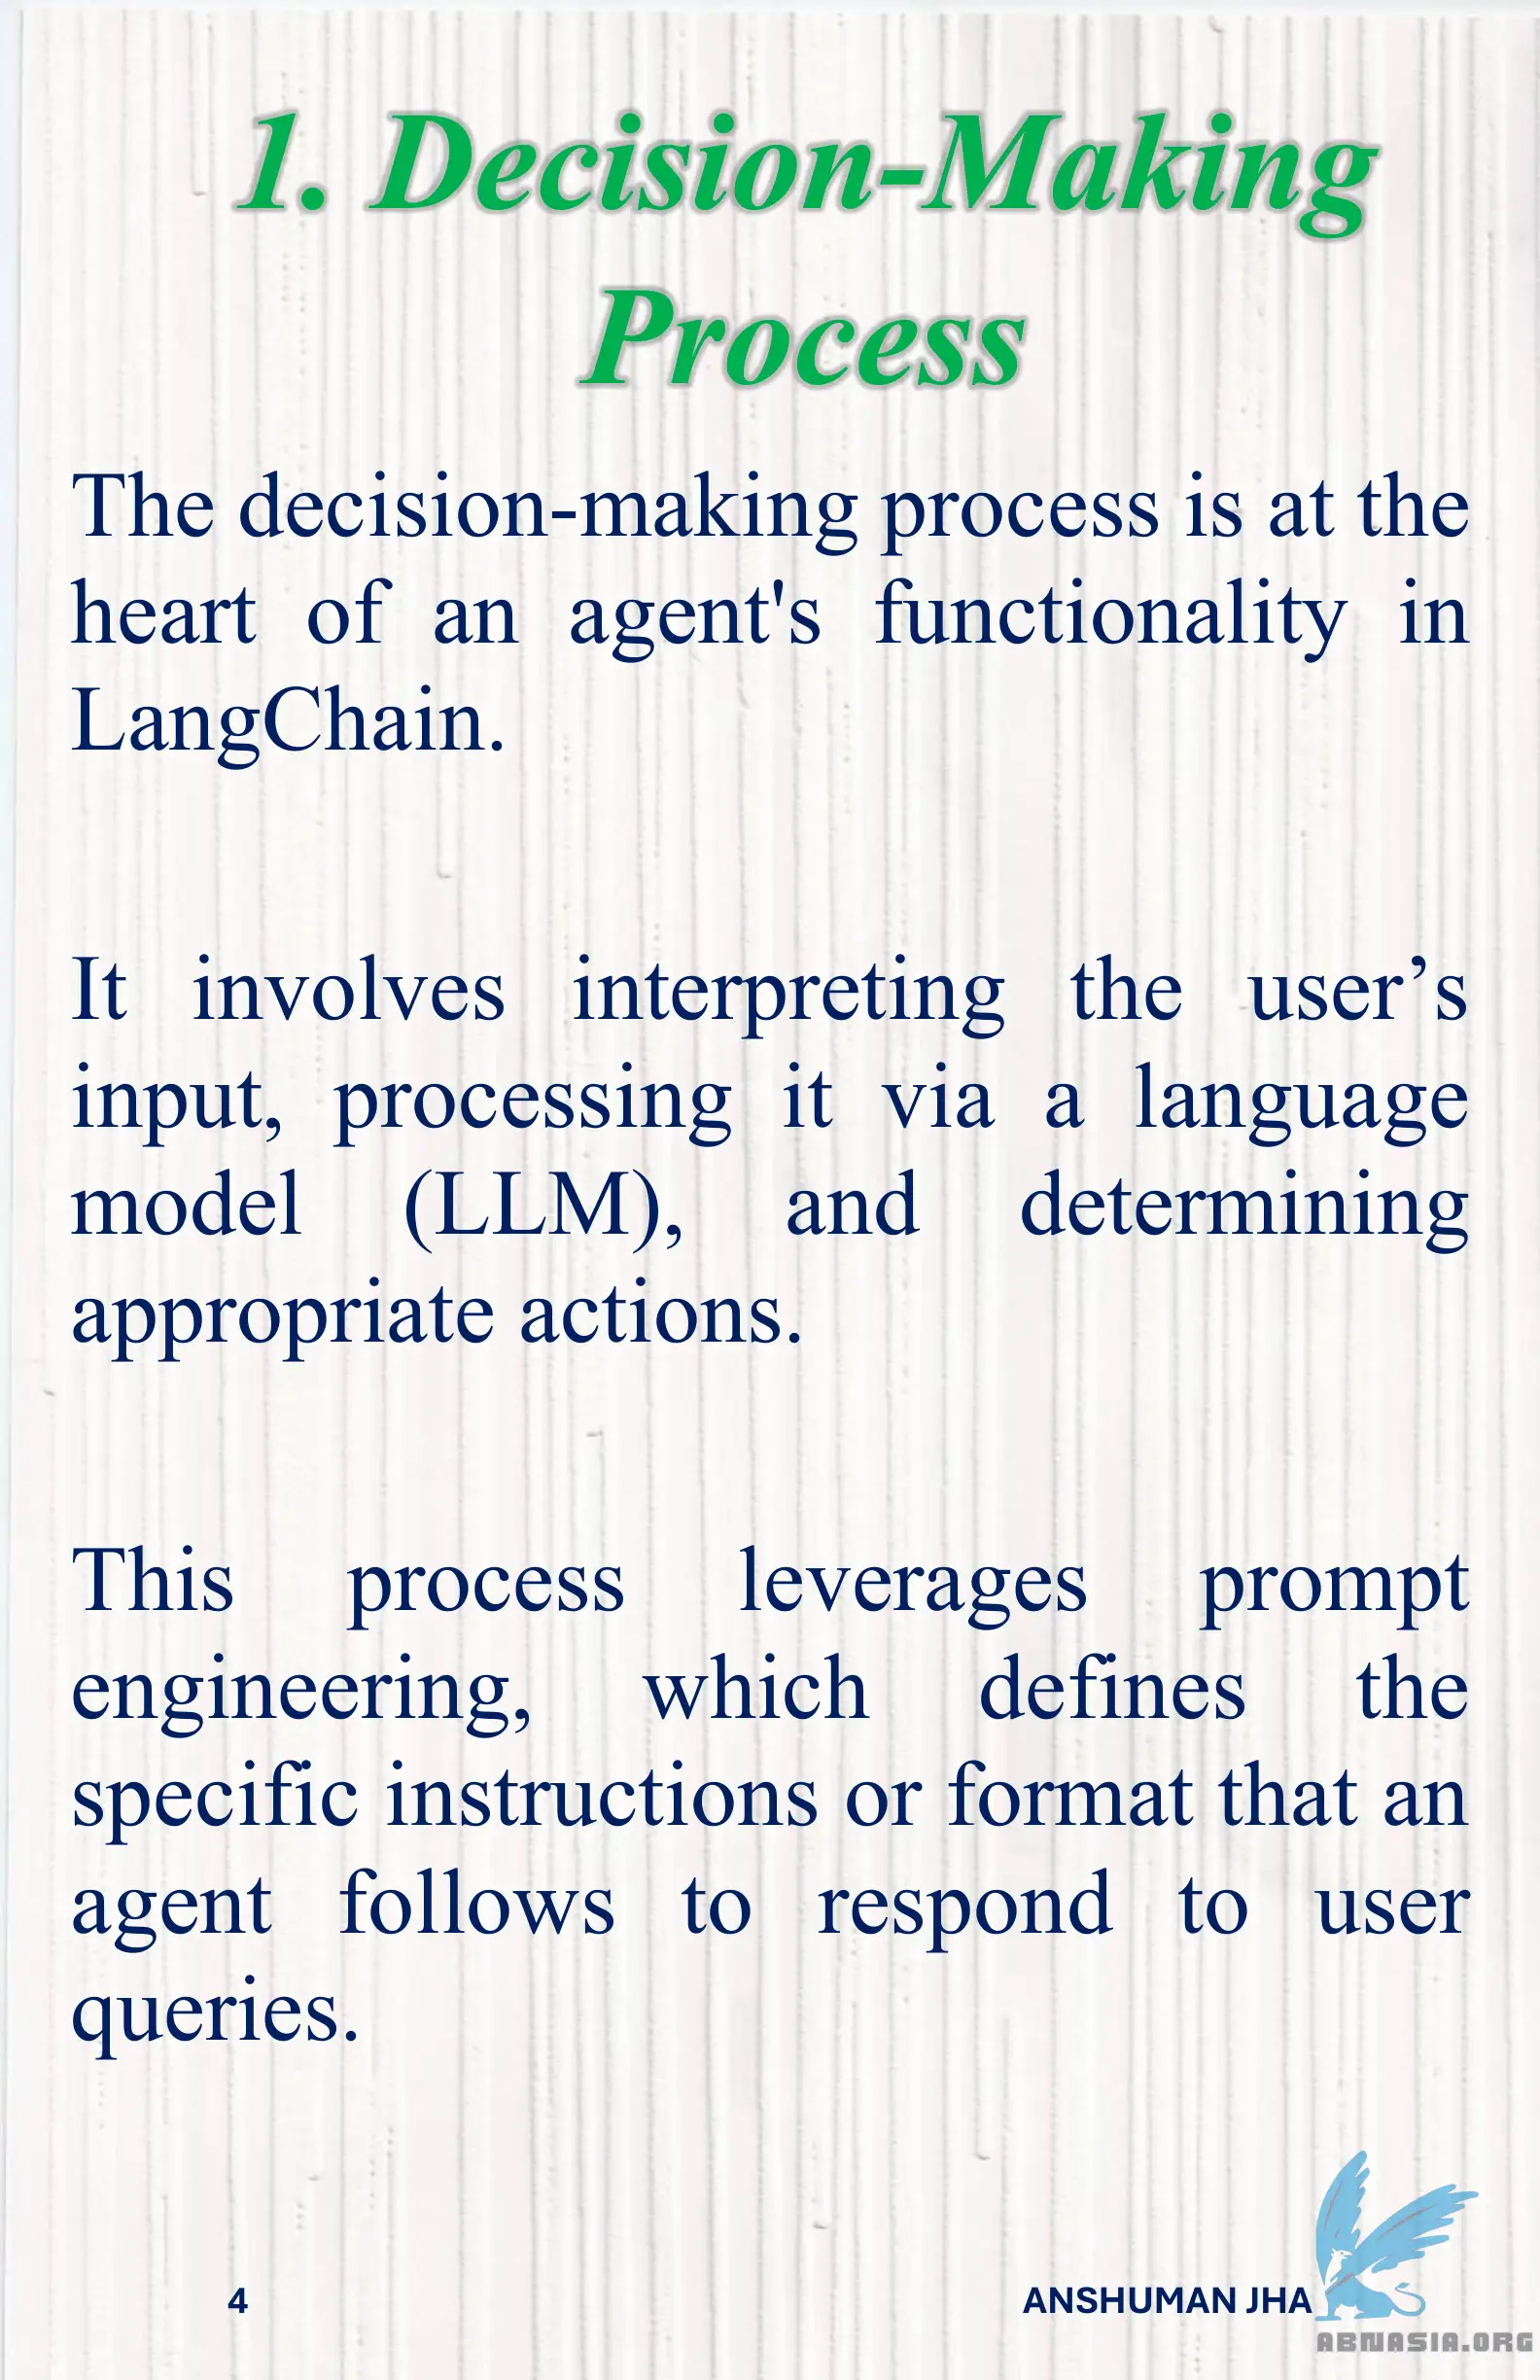 1. Decision-Making
Process
The decision-making process is at the
heart of an agent's functionality in
LangChain.
It involves interpreting the user’s
input, processing it via a language
model (LLM), and determining
appropriate actions.
This process leverages prompt
engineering, which defines the
specific instructions or format that an
agent follows to respond to user
queries.
4
ANSHUMAN JHA
ABNASIA.ORG